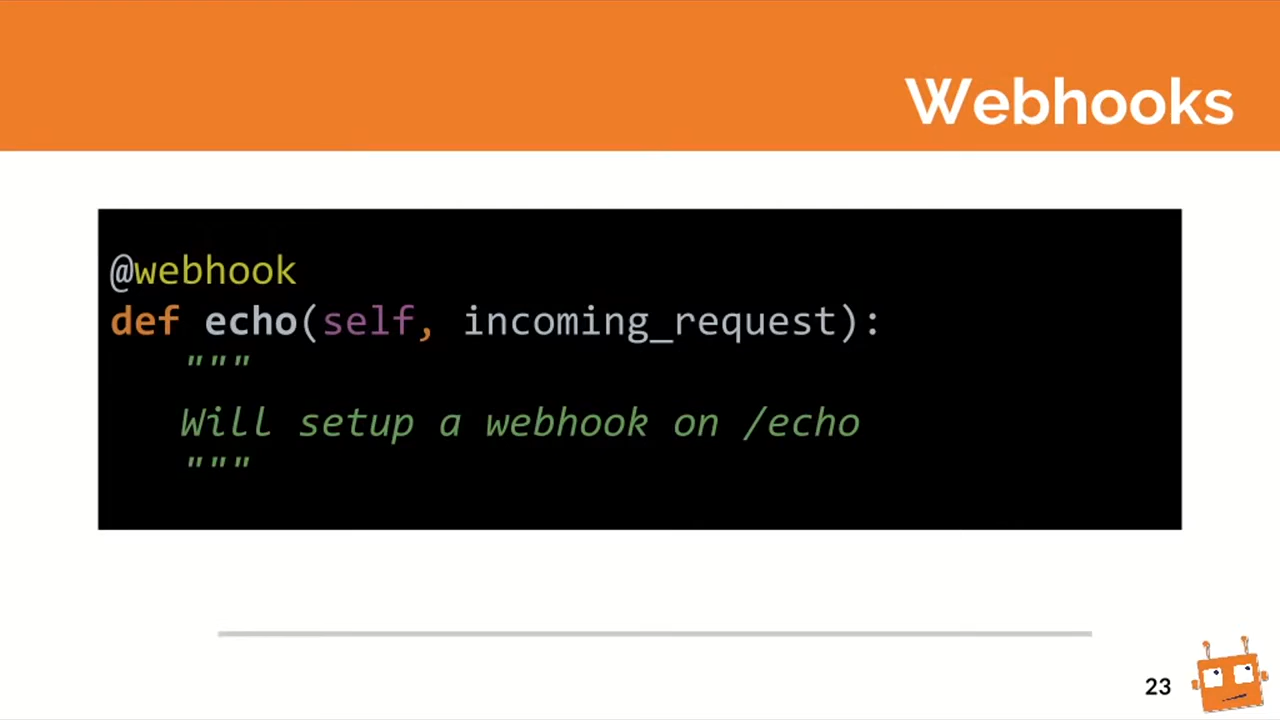 Webhooks
@webhook
def echo(self, incoming_request):
"""
Will setup a webhook on /echo
"""
23